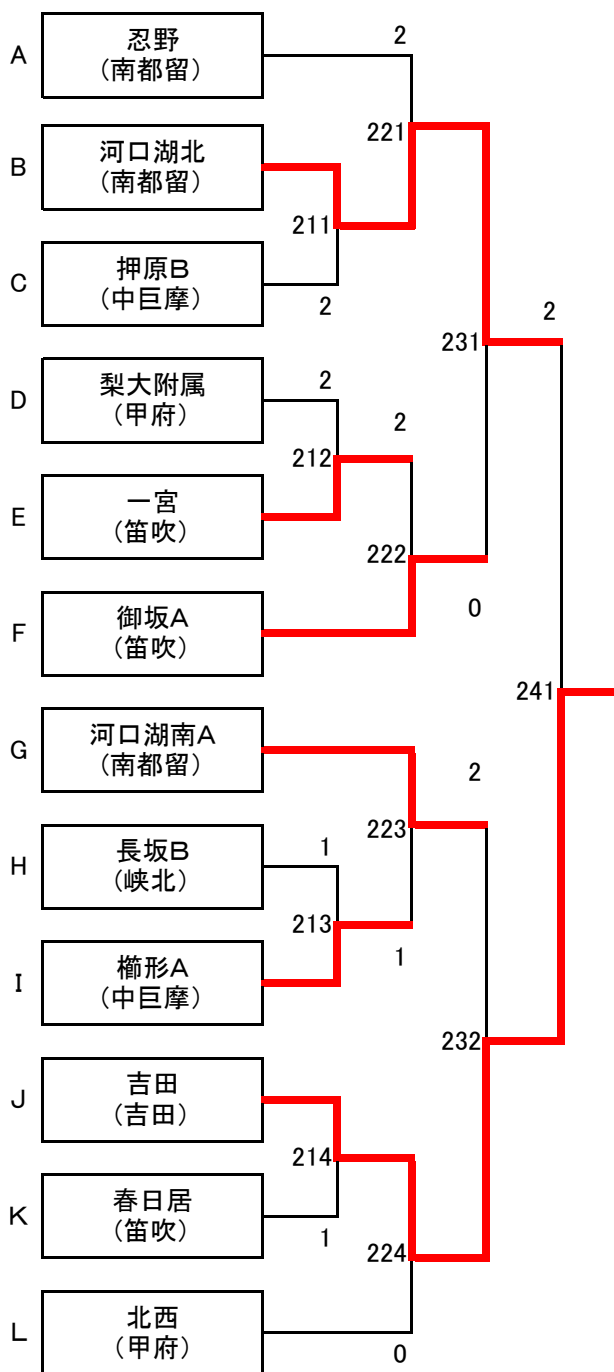 2
A
忍野
(南都留)
221
B
河口湖北
(南都留)
211
C
押原B
(中巨摩)
2
2
231
D
梨大附属
(甲府)
2
2
212
E
一宮
(笛吹)
222
F
御坂A
(笛吹)
0
241
G
河口湖南A
(南都留)
2
223
H
長坂B
(峡北)
1
213
I
櫛形A
(中巨摩)
1
232
J
吉田
(吉田)
214
K
春日居
(笛吹)
1
224
L
北西
(甲府)
0